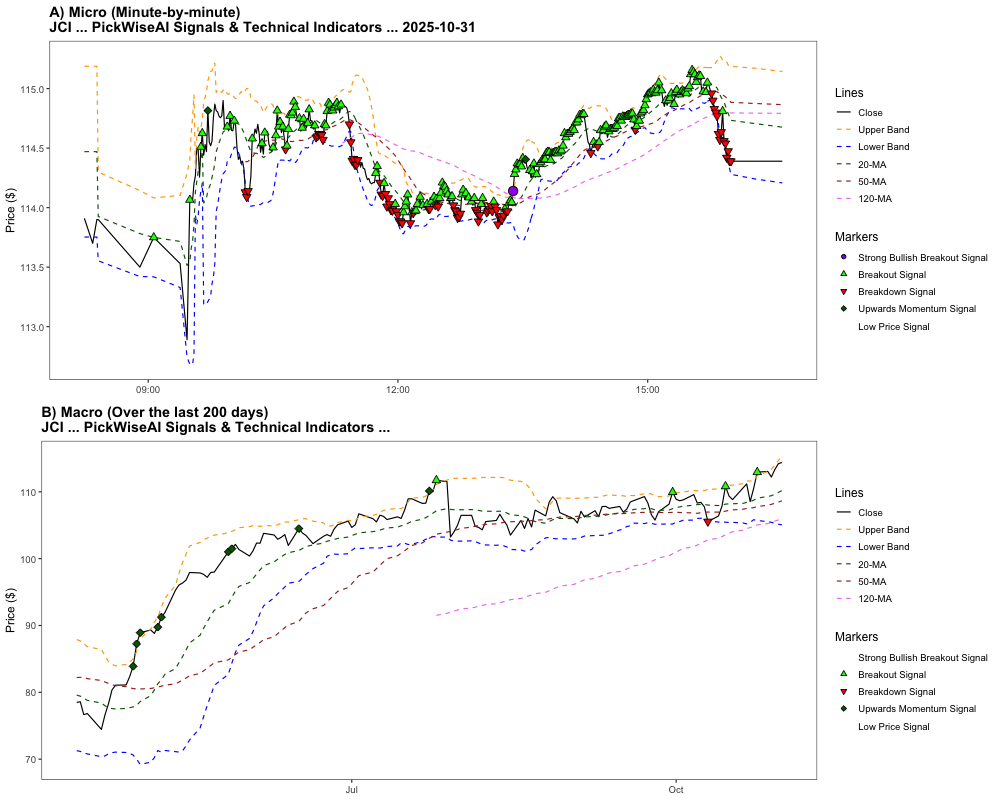 A) Micro (Minute-by-minute)
JCI ... PickWiseAI Signals & Technical Indicators ... 2025-10-31
Price ($)
115.0
114.5
114.0
113.5
113.0
09:00
12:00
15:00
Lines
Close
Upper Band
Lower Band
20-MA
50-MA
120-MA
Markers
Strong Bullish Breakout Signal
Breakout Signal
Breakdown Signal
Upwards Momentum Signal
Low Price Signal
B) Macro (Over the last 200 days)
JCI ... PickWiseAI Signals & Technical Indicators ...
Price ($)
110
100
90
80
70
Jul
Oct
Lines
Close
Upper Band
Lower Band
20-MA
50-MA
120-MA
Markers
Strong Bullish Breakout Signal
Breakout Signal
Breakdown Signal
Upwards Momentum Signal
Low Price Signal